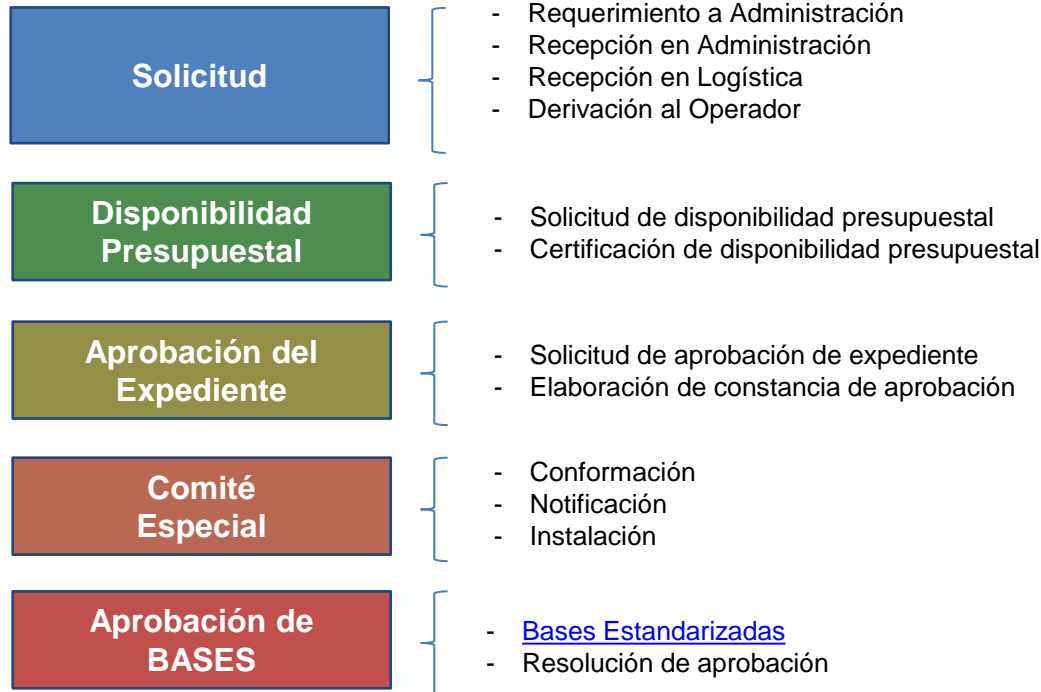 Solicitud
- Requerimiento a Administración
- Recepción en Administración
- Recepción en Logística
- Derivación al Operador
Disponibilidad
Presupuestal
- Solicitud de disponibilidad presupuestal
- Certificación de disponibilidad presupuestal
Aprobación del
Expediente
- Solicitud de aprobación de expediente
- Elaboración de constancia de aprobación
Comité
Especial
- Conformación
- Notificación
- Instalación
Aprobación de
BASES
- Bases Estandarizadas
- Resolución de aprobación